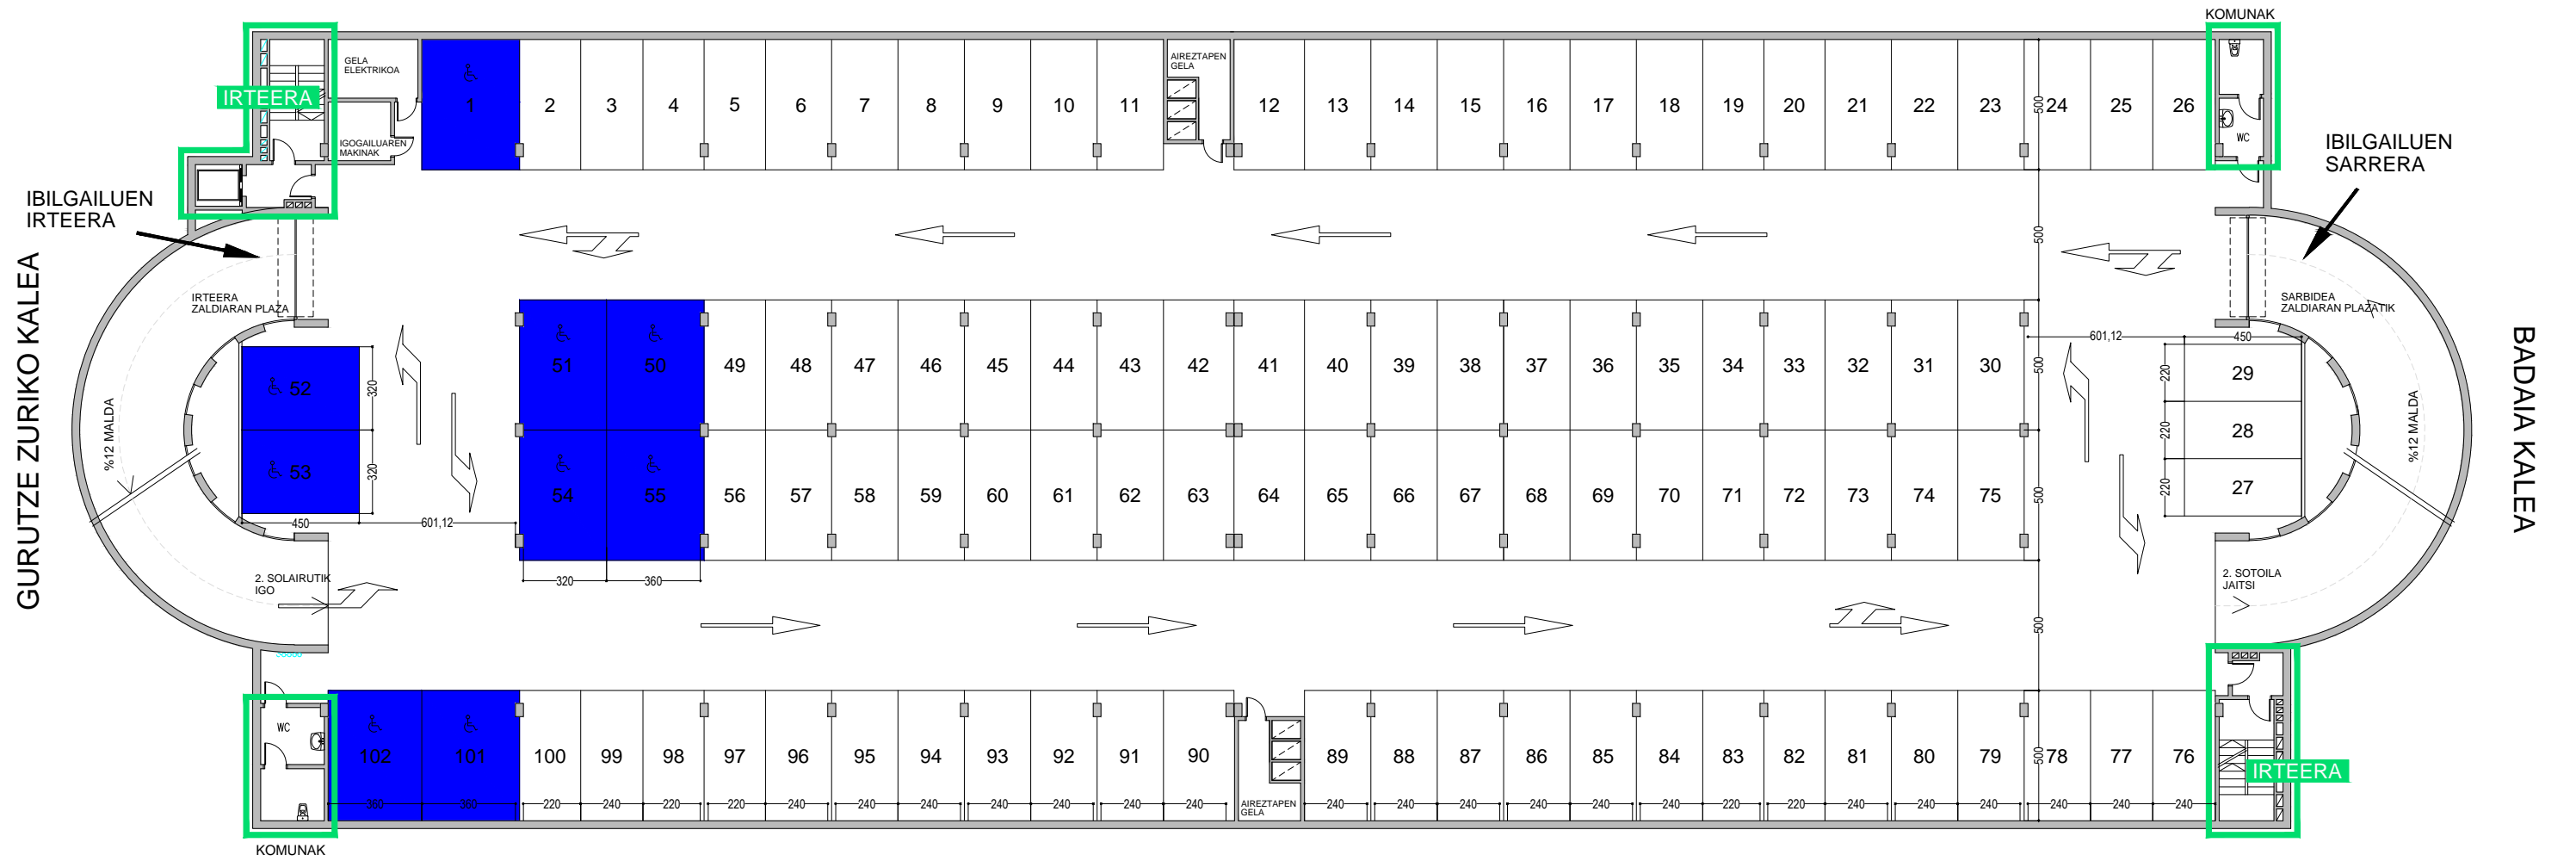 KOMUNAK
GELA
ELEKTRIKOA
AIREZTAPEN
GELA
IRTEERA
1 2 3 4 5 6 7 8 9 10 11 12 13 14 15 16 17 18 19 20 21 22 23 24 25 26
500
IGOGAILUAREN
MAKINAK
WC
IBILGAILUEN
SARRERA
IBILGAILUEN
IRTEERA
500
GURUTZE ZURIKO KALEA
BADAIA KALEA
IRTEERA
ZALDIARAN PLAZA
SARBIDEA
ZALDIARAN PLAZATIK
601,12 450
51 50 49 48 47 46 45 44 43 42 41 40 39 38 37 36 35 34 33 32 31 30
500
52 320
53 320
29 220
28 220
27 220
%12 MALDA
%12 MALDA
54 55 56 57 58 59 60 61 62 63 64 65 66 67 68 69 70 71 72 73 74 75
500
450 601,12
320 360
2. SOLAIRUTIK
IGO
2. SOTOILA
JAITSI
500
WC
102 101 100 99 98 97 96 95 94 93 92 91 90 89 88 87 86 85 84 83 82 81 80 79 78 77 76
500
IRTEERA
360 360 220 240 220 220 240 240 240 240 240 240 240 240 240 240 240 240 240 220 220 240 240 240 240 240 240
AIREZTAPEN
GELA
KOMUNAK